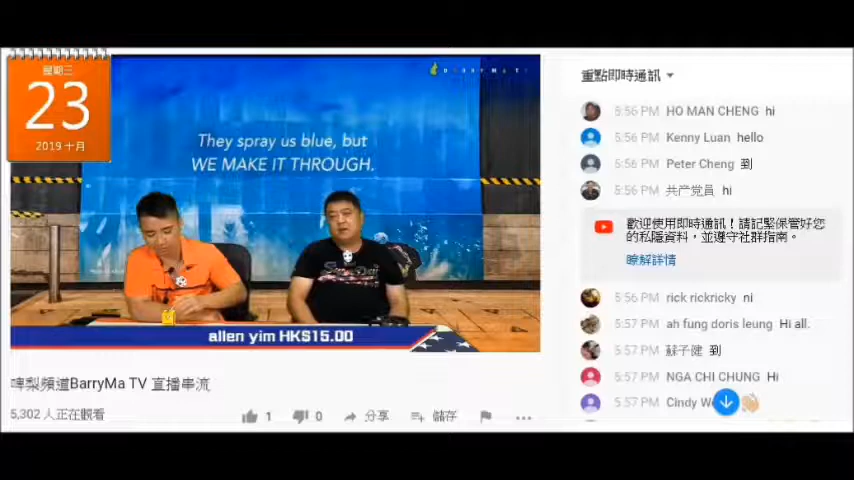 星期三
23
2019 十月
BARRYMA TV
They spray us blue, but
WE MAKE IT THROUGH.
allen yim HK$15.00
啤梨頻道BarryMa TV 直播串流
5,302 人正在觀看
1
0
分享
儲存
重點即時通訊
5:56 PM HO MAN CHENG hi
5:56 PM Kenny Luan hello
5:56 PM Peter Cheng 到
5:56 PM 共产党員 hi
歡迎使用即時通訊！請記緊保管好您
的私隱資料，並遵守社群指南。
瞭解詳情
5:56 PM rick rickricky ni
5:57 PM ah fung doris leung Hi all.
5:57 PM 蘇子健 到
5:57 PM NGA CHI CHUNG Hi
5:57 PM Cindy